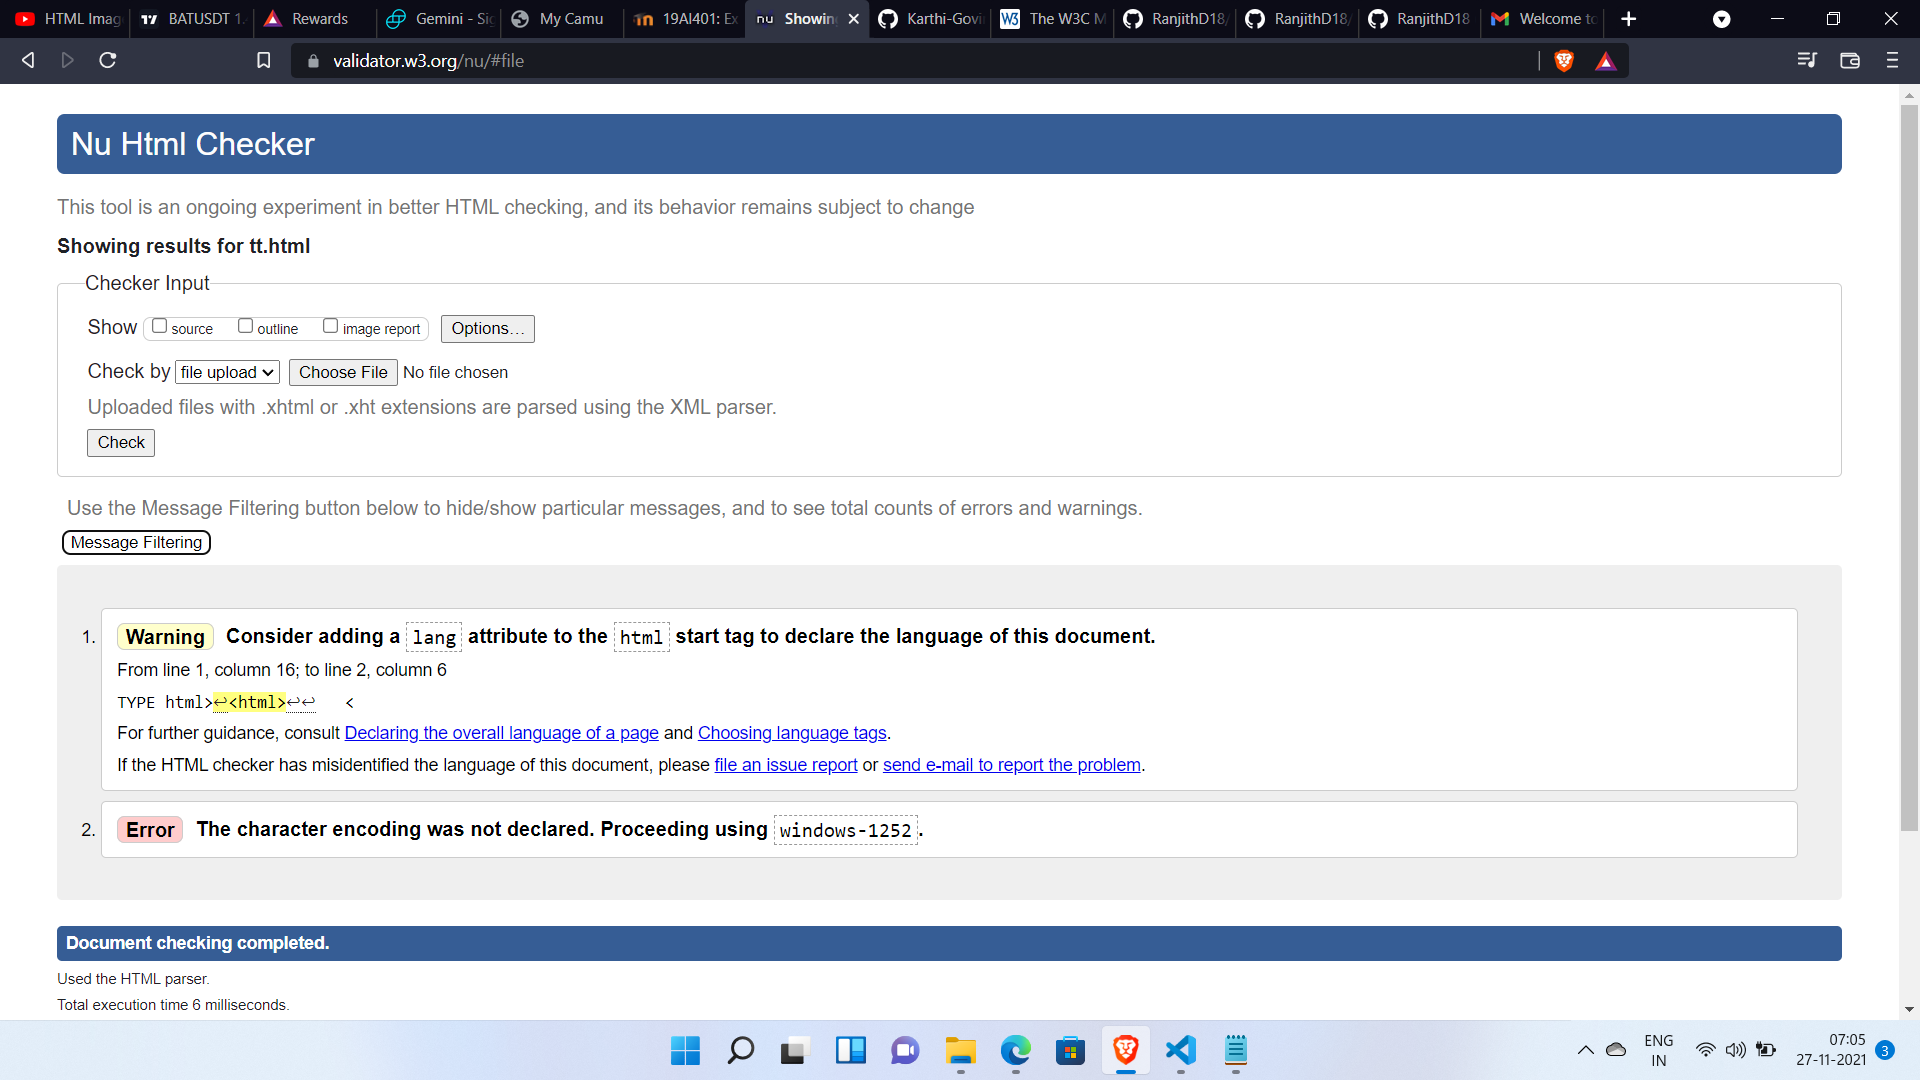 HTML Imag
BATUSDT 1.
Rewards
Gemini - Sig
My Camu
19AI401: Ex
Showin
Karthi-Govi
The W3C M
RanjithD18/
RanjithD18/
RanjithD18
Welcome to
validator.w3.org/nu/#file
Nu Html Checker
This tool is an ongoing experiment in better HTML checking, and its behavior remains subject to change
Showing results for tt.html
Checker Input
Show source outline image report Options...
Check by file upload Choose File No file chosen
Uploaded files with .xhtml or .xht extensions are parsed using the XML parser.
Check
Use the Message Filtering button below to hide/show particular messages, and to see total counts of errors and warnings.
Message Filtering
1. Warning Consider adding a lang attribute to the html start tag to declare the language of this document.
From line 1, column 16; to line 2, column 6
TYPE html>↩<html>↩↩ <
For further guidance, consult Declaring the overall language of a page and Choosing language tags.
If the HTML checker has misidentified the language of this document, please file an issue report or send e-mail to report the problem.
2. Error The character encoding was not declared. Proceeding using windows-1252.
Document checking completed.
Used the HTML parser.
Total execution time 6 milliseconds.
ENG
IN
07:05
27-11-2021
3